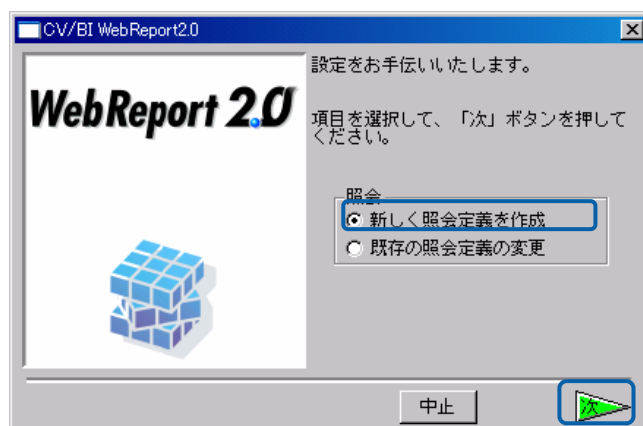 CV/BI WebReport2.0
設定をお手伝いいたします。
WebReport 2.0
項目を選択して、「次」ボタンを押して
ください。
照会
新しく照会定義を作成
既存の照会定義の変更
中止
次